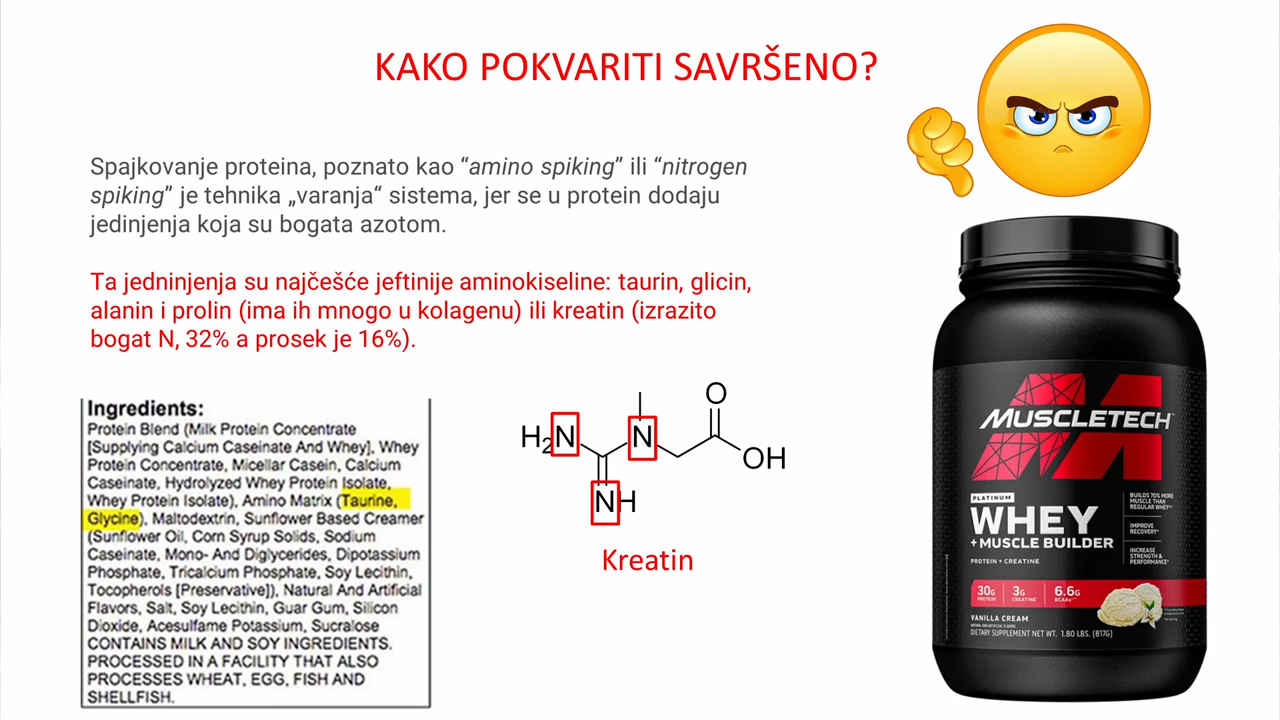 KAKO POKVARITI SAVRŠENO?
Spajkovanje proteina, poznato kao “amino spiking” ili “nitrogen
spiking” je tehnika „varanja“ sistema, jer se u protein dodaju
jedinjenja koja su bogata azotom.
Ta jedninjenja su najčešće jeftinije aminokiseline: taurin, glicin,
alanin i prolin (ima ih mnogo u kolagenu) ili kreatin (izrazito
bogat N, 32% a prosek je 16%).
Ingredients:
Protein Blend (Milk Protein Concentrate
[Supplying Calcium Caseinate And Whey], Whey
Protein Concentrate, Micellar Casein, Calcium
Caseinate, Hydrolyzed Whey Protein Isolate,
Whey Protein Isolate), Amino Matrix (Taurine,
Glycine), Maltodextrin, Sunflower Based Creamer
(Sunflower Oil, Corn Syrup Solids, Sodium
Caseinate, Mono- And Diglycerides, Dipotassium
Phosphate, Tricalcium Phosphate, Soy Lecithin,
Tocopherols [Preservative]), Natural And Artificial
Flavors, Salt, Soy Lecithin, Guar Gum, Silicon
Dioxide, Acesulfame Potassium, Sucralose
CONTAINS MILK AND SOY INGREDIENTS.
PROCESSED IN A FACILITY THAT ALSO
PROCESSES WHEAT, EGG, FISH AND
SHELLFISH.
O
H2N
N
OH
NH
Kreatin
MUSCLETECH
PLATINUM
WHEY
+ MUSCLE BUILDER
PROTEIN + CREATINE
BUILDS 70% MORE
MUSCLE THAN
REGULAR WHEY
IMPROVE
RECOVERY
INCREASE
STRENGTH &
PERFORMANCE
30G
PROTEIN
3G
CREATINE
6.6G
BCAAs
VANILLA CREAM
NATURAL AND ARTIFICIAL FLAVORS
DIETARY SUPPLEMENT NET WT. 1.80 LBS. (817G)